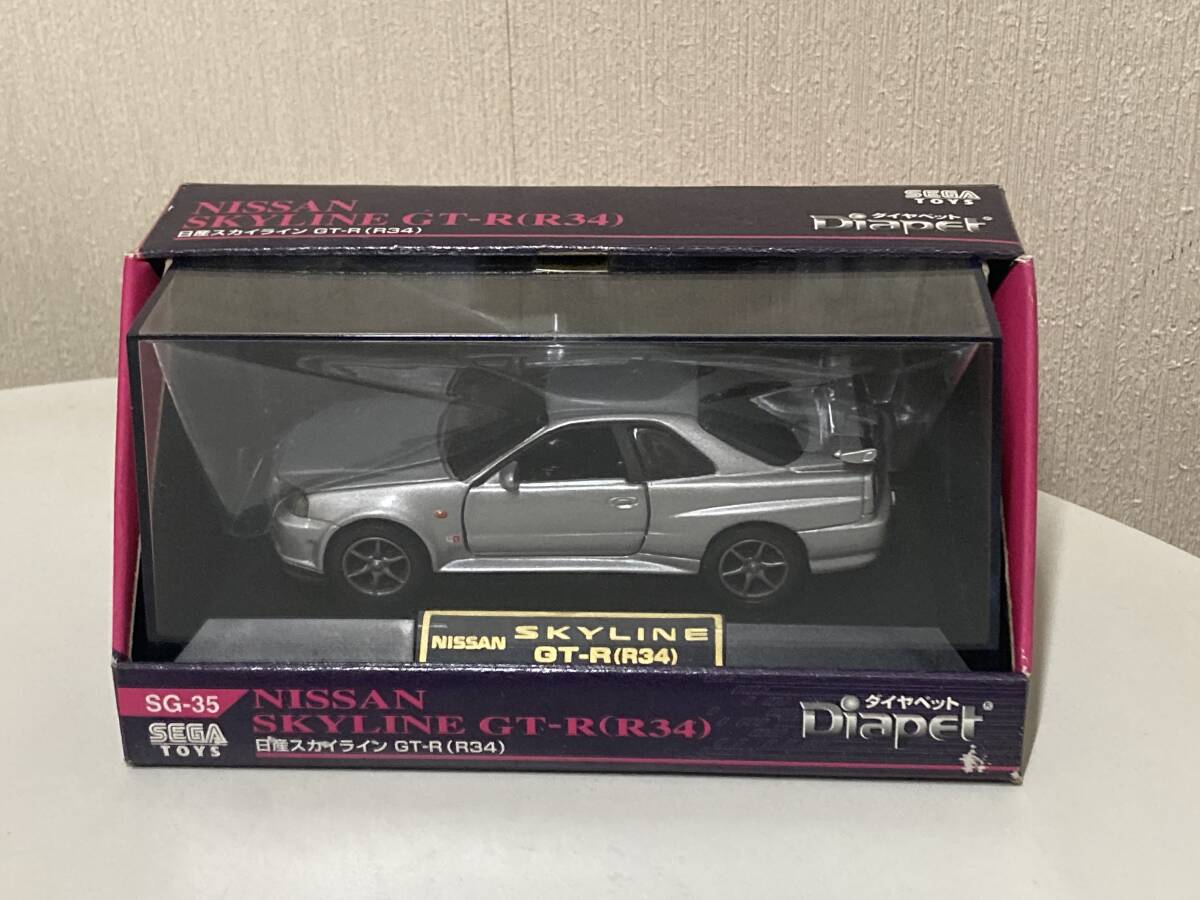 NISSAN
SKYLINE GT-R(R34)
日産スカイライン GT-R(R34)
SEGA
TOYS
ダイヤペット
Diapet®
NISSAN SKYLINE
GT-R(R34)
SG-35
SEGA
TOYS
NISSAN
SKYLINE GT-R(R34)
日産スカイライン GT-R(R34)
ダイヤペット
Diapet®